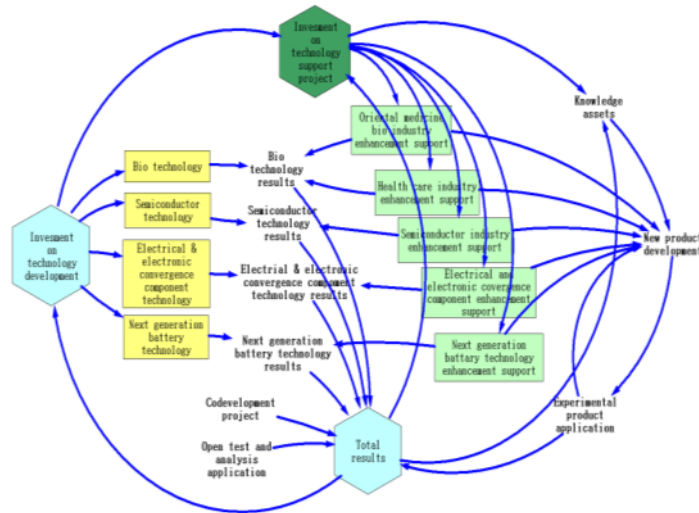 Invesment
on
technology
support
project
Knowledge
assets
Oriental medicine
bio industry
enhancement support
Bio technology
Bio
technology
results
Health care industry
enhancement support
Semiconductor
technology
Semiconductor
technology
results
Semiconductor industry
enhancement support
Invesment
on
technology
development
New product
development
Electrical &
electronic
convergence
component
technology
Electrial & electronic
convergence component
technology results
Electrical and
electronic covergence
component enhancement
support
Next generation
battery
technology
Next generation
battery technology
results
Next generation
battary technology
enhancement support
Codevelopment
project
Experimental
product
application
Open test and
analysis
application
Total
results